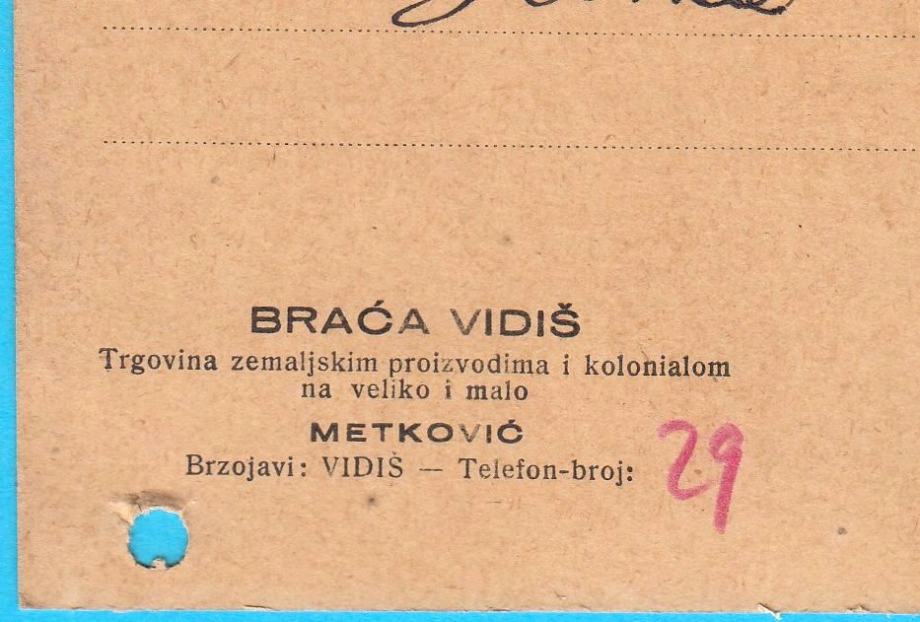 BRAĆA VIDIŠ
Trgovina zemaljskim proizvodima i kolonialom
na veliko i malo
METKOVIĆ
Brzojavi: VIDIŠ — Telefon-broj: 29